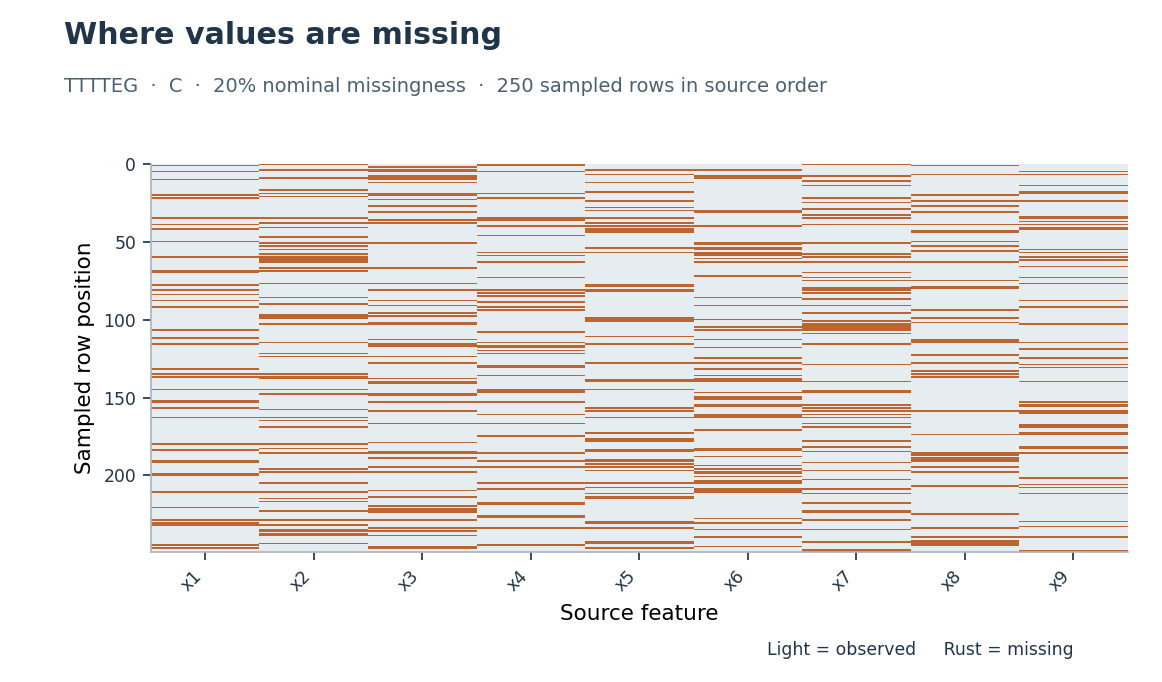 Where values are missing
TTTTEG · C · 20% nominal missingness · 250 sampled rows in source order
0
50
100
150
200
Sampled row position
x1 x2 x3 x4 x5 x6 x7 x8 x9
Source feature
Light = observed Rust = missing